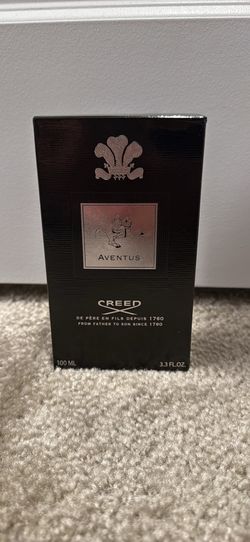 AVENTUS
CREED
DE PÈRE EN FILS DEPUIS 1760
FROM FATHER TO SON SINCE 1760
100 ML 3.3 FL.OZ.